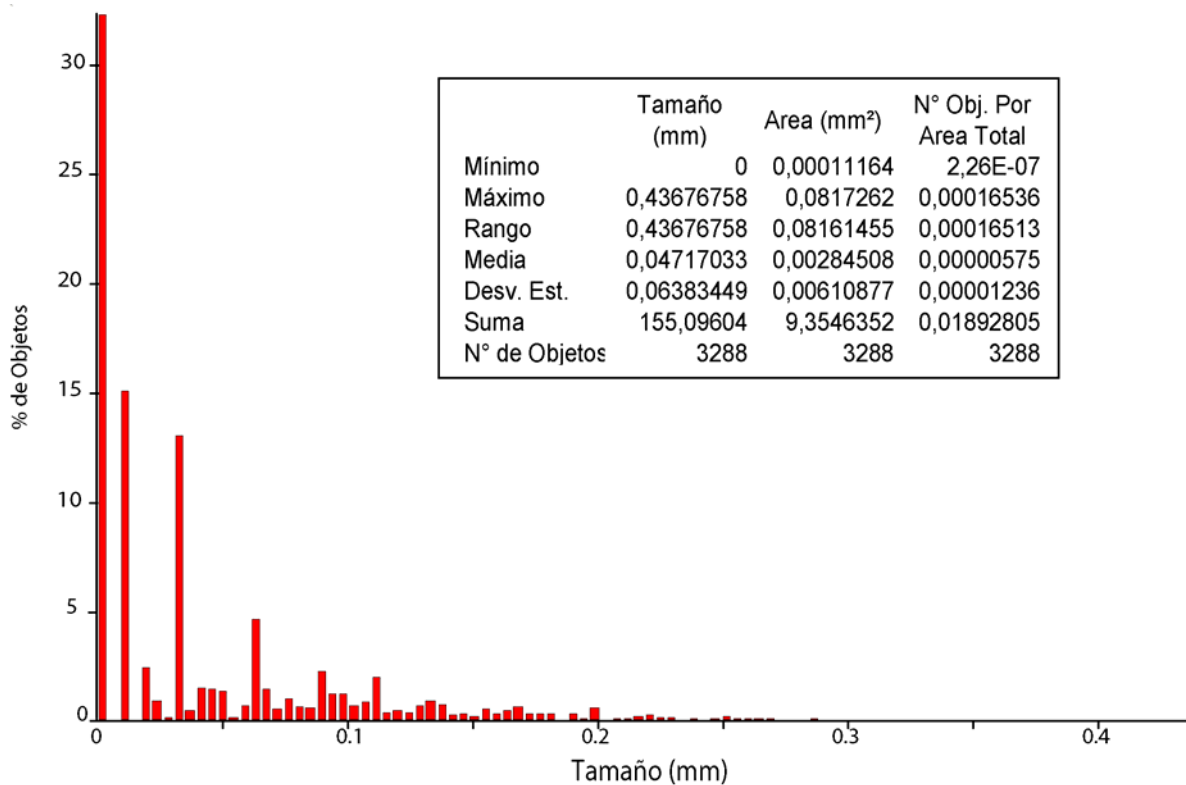 % de Objetos
30
25
20
15
10
5
0
Tamaño (mm) Area (mm²) N° Obj. Por Area Total
Mínimo 0 0,00011164 2,26E-07
Máximo 0,43676758 0,0817262 0,00016536
Rango 0,43676758 0,08161455 0,00016513
Media 0,04717033 0,00284508 0,00000575
Desv. Est. 0,06383449 0,00610877 0,00001236
Suma 155,09604 9,3546352 0,01892805
N° de Objetos 3288 3288 3288
0 0.1 0.2 0.3 0.4
Tamaño (mm)